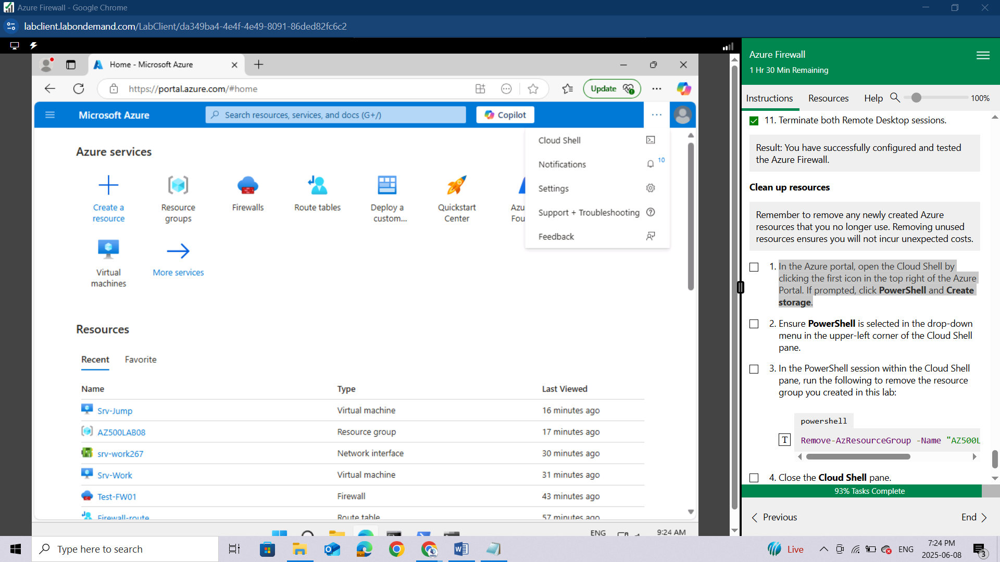 Azure Firewall - Google Chrome
labclient.labondemand.com/LabClient/da349ba4-4e4f-4e49-8091-86ded82fc6c2
Home - Microsoft Azure
https://portal.azure.com/#home
Update
Microsoft Azure
Search resources, services, and docs (G+/)
Copilot
Cloud Shell
Notifications
10
Settings
Support + Troubleshooting
Feedback
Azure services
Create a
resource
Resource
groups
Firewalls
Route tables
Deploy a
custom...
Quickstart
Center
Azu
Fou
Virtual
machines
More services
Resources
Recent
Favorite
Name
Type
Last Viewed
Srv-Jump
Virtual machine
16 minutes ago
AZ500LAB08
Resource group
17 minutes ago
srv-work267
Network interface
30 minutes ago
Srv-Work
Virtual machine
31 minutes ago
Test-FW01
Firewall
43 minutes ago
Firewall-route
Route table
57 minutes ago
ENG
9:24 AM
Azure Firewall
1 Hr 30 Min Remaining
Instructions
Resources
Help
100%
11. Terminate both Remote Desktop sessions.
Result: You have successfully configured and tested
the Azure Firewall.
Clean up resources
Remember to remove any newly created Azure
resources that you no longer use. Removing unused
resources ensures you will not incur unexpected costs.
1. In the Azure portal, open the Cloud Shell by
clicking the first icon in the top right of the Azure
Portal. If prompted, click PowerShell and Create
storage.
2. Ensure PowerShell is selected in the drop-down
menu in the upper-left corner of the Cloud Shell
pane.
3. In the PowerShell session within the Cloud Shell
pane, run the following to remove the resource
group you created in this lab:
powershell
T
Remove-AzResourceGroup -Name "AZ500L
4. Close the Cloud Shell pane.
93% Tasks Complete
Previous
End
Type here to search
Live
ENG
7:24 PM
2025-06-08
3